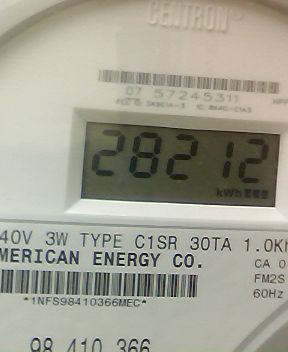 CENTRON®
07 57245311
28212
kWh
40V 3W TYPE C1SR 30TA 1.0Kh
MERICAN ENERGY CO.
CA 0
FM2S
60Hz
*1NFS98410366MEC*
98 410 366